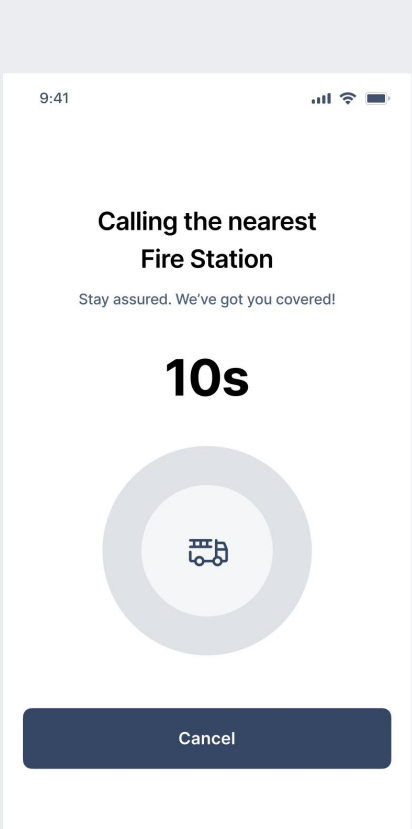 9:41
Calling the nearest
Fire Station
Stay assured. We’ve got you covered!
10s
Cancel